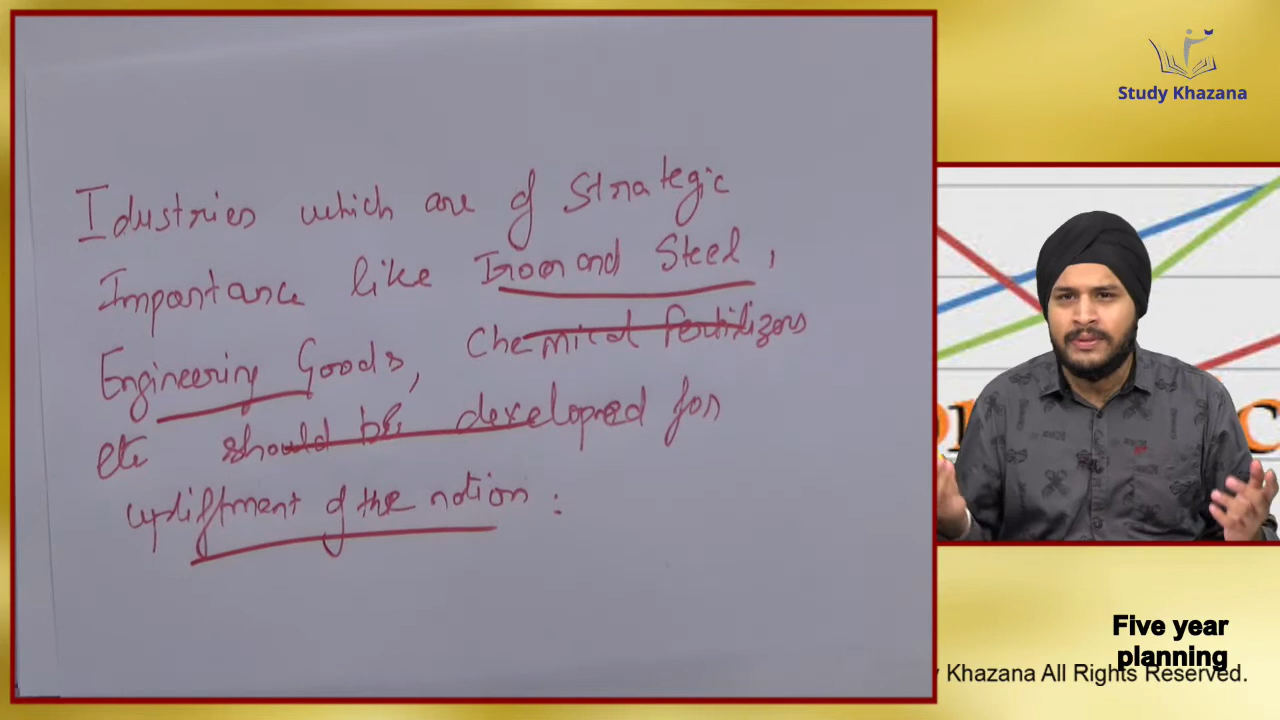 Study Khazana
Idustries which are of Strategic
Importance like Iron and Steel,
Engineering Goods, Chemical fertilizors
etc should be developed for
upliftment of the nation.
Five year
planning
Khazana All Rights Reserved.